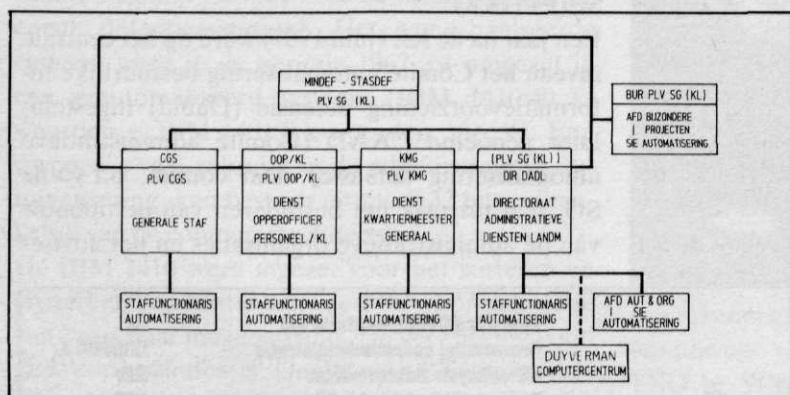 MINDEF - STASDEF
PLV SG (KL)
BUR PLV SG (KL)
AFD BIJZONDERE
PROJECTEN
SIE AUTOMATISERING
CGS
PLV CGS
GENERALE STAF
DOP/KL
PLV DOP/KL
DIENST
OPPEROFFICIER
PERSONEEL / KL
KMG
PLV KMG
DIENST
KWARTIERMEESTER
GENERAAL
(PLV SG (KL))
DIR DADL
DIRECTORAAT
ADMINISTRATIEVE
DIENSTEN LANDM
STAFFUNCTIONARIS
AUTOMATISERING
STAFFUNCTIONARIS
AUTOMATISERING
STAFFUNCTIONARIS
AUTOMATISERING
STAFFUNCTIONARIS
AUTOMATISERING
AFD AUT & ORG
SIE
AUTOMATISERING
DUYVERMAN
COMPUTERCENTRUM